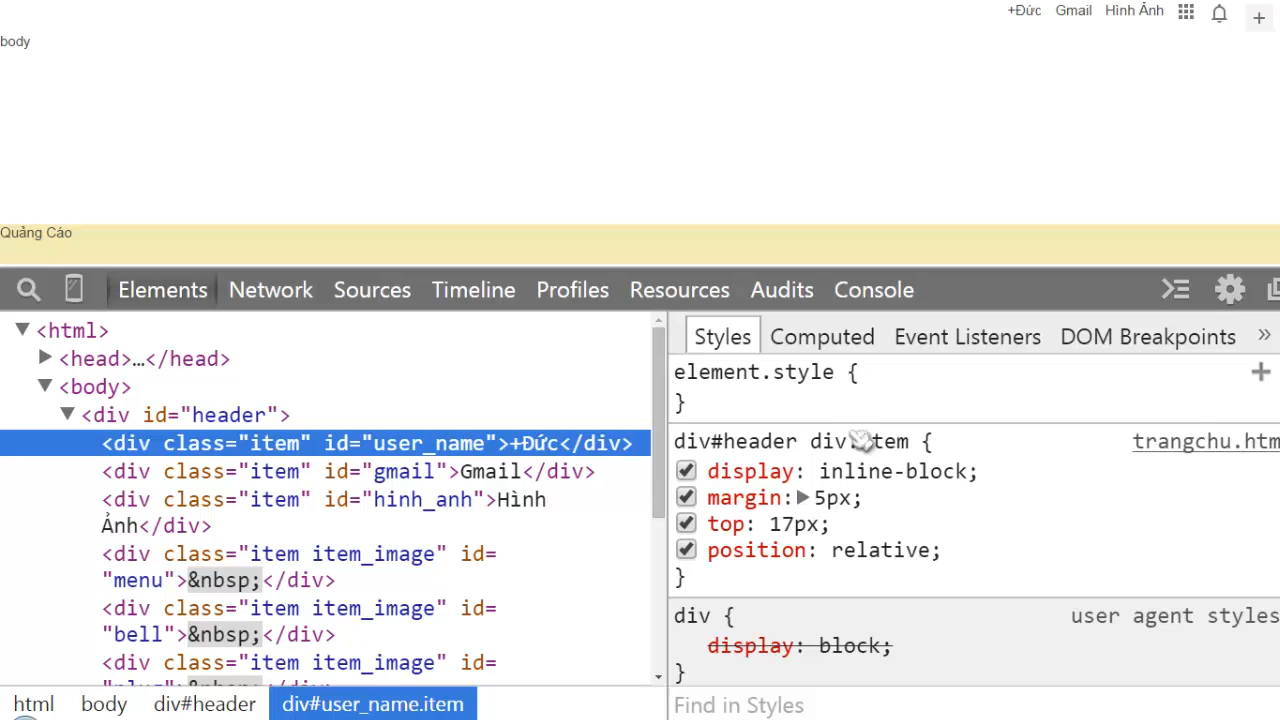 +Đức Gmail Hình Ảnh
body
Quảng Cáo
Elements Network Sources Timeline Profiles Resources Audits Console
<html>
<head>…</head>
<body>
<div id="header">
<div class="item" id="user_name">+Đức</div>
<div class="item" id="gmail">Gmail</div>
<div class="item" id="hinh_anh">Hình
Ảnh</div>
<div class="item item_image" id=
"menu">&nbsp;</div>
<div class="item item_image" id=
"bell">&nbsp;</div>
<div class="item item_image" id=
html body div#header div#user_name.item
Styles Computed Event Listeners DOM Breakpoints »
element.style {
}
div#header div.item { trangchu.htm
display: inline-block;
margin: 5px;
top: 17px;
position: relative;
}
div { user agent styles
display: block;
}
Find in Styles